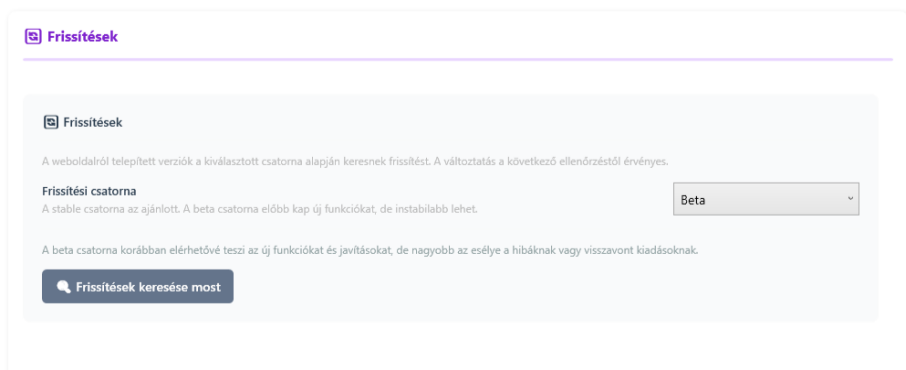 Frissítések
Frissítések
A weboldalról telepített verziók a kiválasztott csatorna alapján keresnek frissítést. A változtatás a következő ellenőrzéstől érvényes.
Frissítési csatorna
A stable csatorna az ajánlott. A beta csatorna előbb kap új funkciókat, de instabilabb lehet.
Beta
A beta csatorna korábban elérhetővé teszi az új funkciókat és javításokat, de nagyobb az esélye a hibáknak vagy visszavont kiadásoknak.
Frissítések keresése most